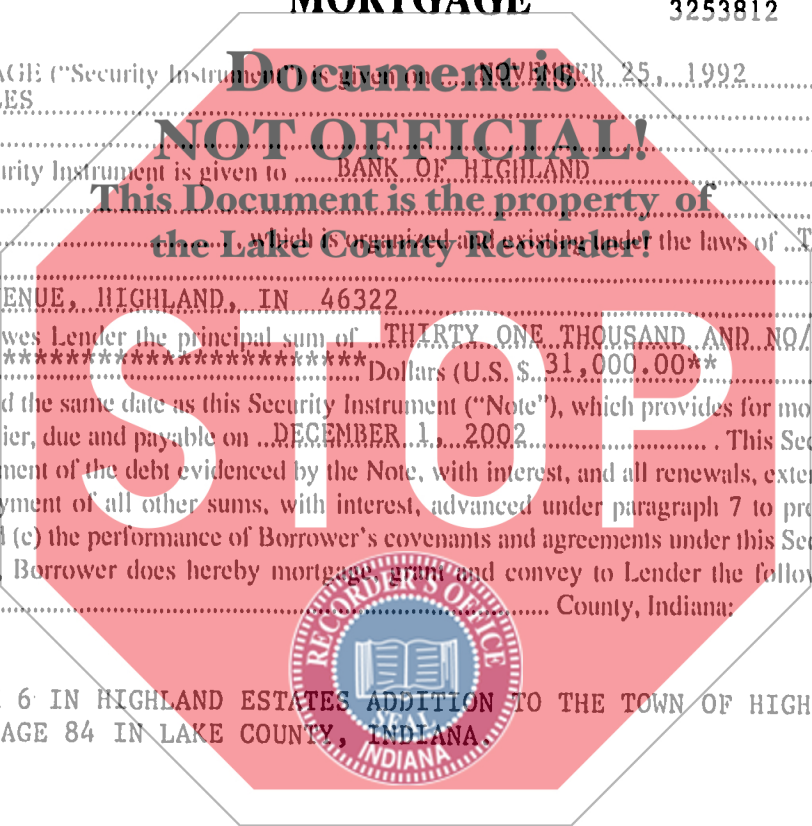 MORTGAGE
3253812
AGE ("Security Instrument") is given on NOVEMBER 25, 1992
Document is
LES
NOT OFFICIAL!
urity Instrument is given to BANK OF HIGHLAND
This Document is the property of
which is organized and existing under the laws of
the Lake County Recorder!
ENUE, HIGHLAND, IN 46322
STOP
wes Lender the principal sum of THIRTY ONE THOUSAND AND NO/
************************ Dollars (U.S. $ 31,000.00**
d the same date as this Security Instrument ("Note"), which provides for mo
ier, due and payable on DECEMBER 1, 2002 . This Sec
ment of the debt evidenced by the Note, with interest, and all renewals, exten
yment of all other sums, with interest, advanced under paragraph 7 to pro
(c) the performance of Borrower's covenants and agreements under this Sec
Borrower does hereby mortgage, grant and convey to Lender the follow
County, Indiana:
RECORDER'S OFFICE
SEAL
INDIANA
6 IN HIGHLAND ESTATES ADDITION TO THE TOWN OF HIGH
AGE 84 IN LAKE COUNTY, INDIANA.